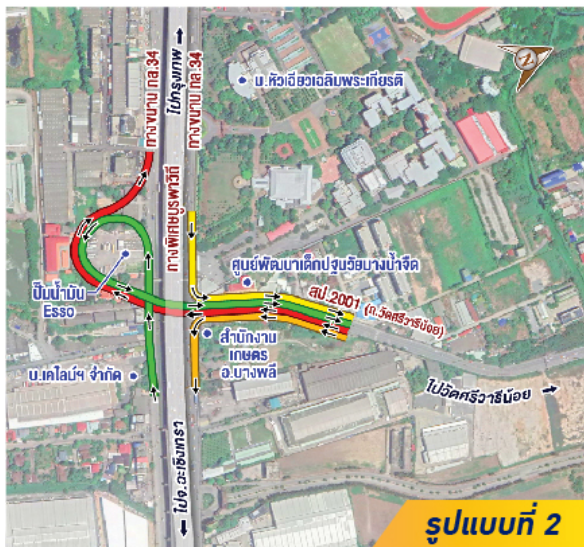 ทางขนาน ทล.34
ไปกรุงเทพ
ทางขนาน ทล.34
ม.หัวเฉียวเฉลิมพระเกียรติ
ทางพิเศษบูรพาวิถี
ศูนย์พัฒนาเด็กปฐมวัยบางน้ำจืด
ปั๊มน้ำมัน
Esso
สป.2001 (ถ.วัดศรีวารีน้อย)
สำนักงาน
เกษตร
อ.บางพลี
บ.เคไลน์ฯ จำกัด
ไปวัดศรีวารีน้อย
ไปจ.ฉะเชิงเทรา
รูปแบบที่ 2